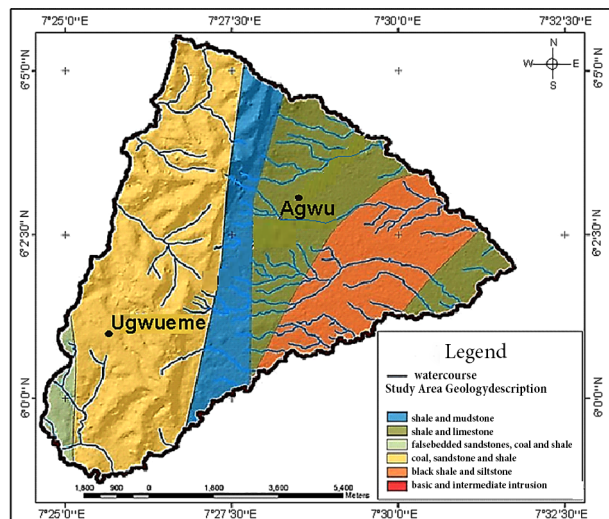 7°25'0"E 7°27'30"E 7°30'0"E 7°32'30"E
N
W E
S
6°5'0"N 6°5'0"N
Agwu
6°2'30"N 6°2'30"N
Ugwueme
6°0'0"N 6°0'0"N
Legend
watercourse
Study Area Geologydescription
shale and mudstone
shale and limestone
falsebedded sandstones, coal and shale
coal, sandstone and shale
black shale and siltstone
basic and intermediate intrusion
1,800 900 0 1,800 3,600 5,400
Meters
7°25'0"E 7°27'30"E 7°30'0"E 7°32'30"E